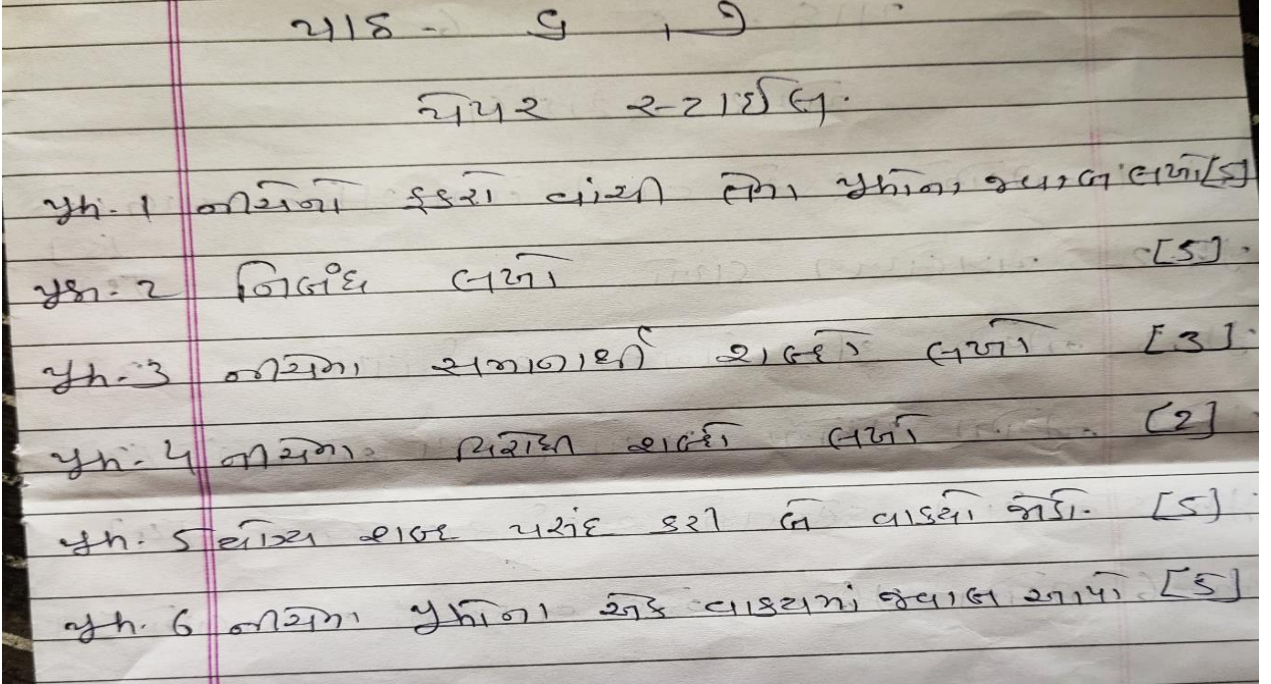 પાઠ - ૬ , ૭
પેપર સ્ટાઈલ.
પ્રશ્ન. 1 નીચેનો ફકરો વાંચી તેના પ્રશ્નોના જવાબ લખો [5]
પ્રશ્ન: 2 નિબંધ લખો [5].
પ્રશ્ન. 3 નીચેના સમાનાર્થી શબ્દો લખો [3].
પ્રશ્ન: 4 નીચેના વિરોધી શબ્દો લખો [2]
પ્રશ્ન: 5 યોગ્ય શબ્દ પસંદ કરી બે વાક્યો જોડો. [5]
પ્રશ્ન. 6 નીચેના પ્રશ્નોના એક વાક્યમાં જવાબ આપો [5]